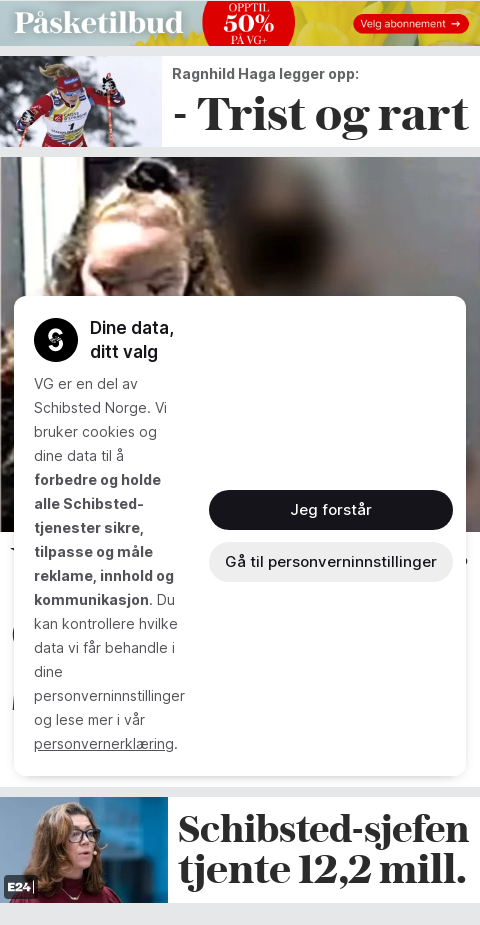 Påsketilbud
OPPTIL
50%
PÅ VG+
Velg abonnement →
Ragnhild Haga legger opp:
- Trist og rart
1
Dine data,
ditt valg
VG er en del av
Schibsted Norge. Vi
bruker cookies og
dine data til å
forbedre og holde
alle Schibsted-
tjenester sikre,
tilpasse og måle
reklame, innhold og
kommunikasjon. Du
kan kontrollere hvilke
data vi får behandle i
dine
personverninnstillinger
og lese mer i vår
personvernerklæring.
Jeg forstår
Gå til personverninnstillinger
E24
Schibsted-sjefen
tjente 12,2 mill.